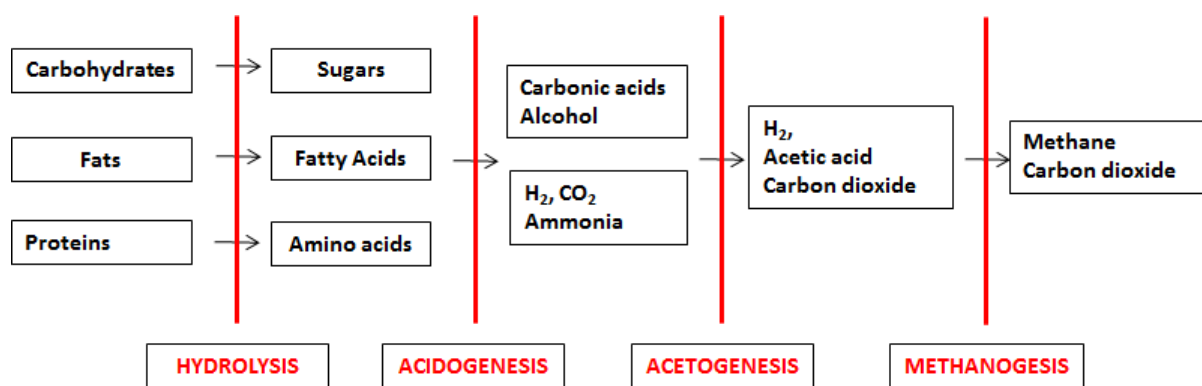 Carbohydrates
Sugars
Fats
Fatty Acids
Proteins
Amino acids
Carbonic acids
Alcohol
H₂, CO₂
Ammonia
H₂,
Acetic acid
Carbon dioxide
Methane
Carbon dioxide
HYDROLYSIS
ACIDOGENESIS
ACETOGENESIS
METHANOGESIS